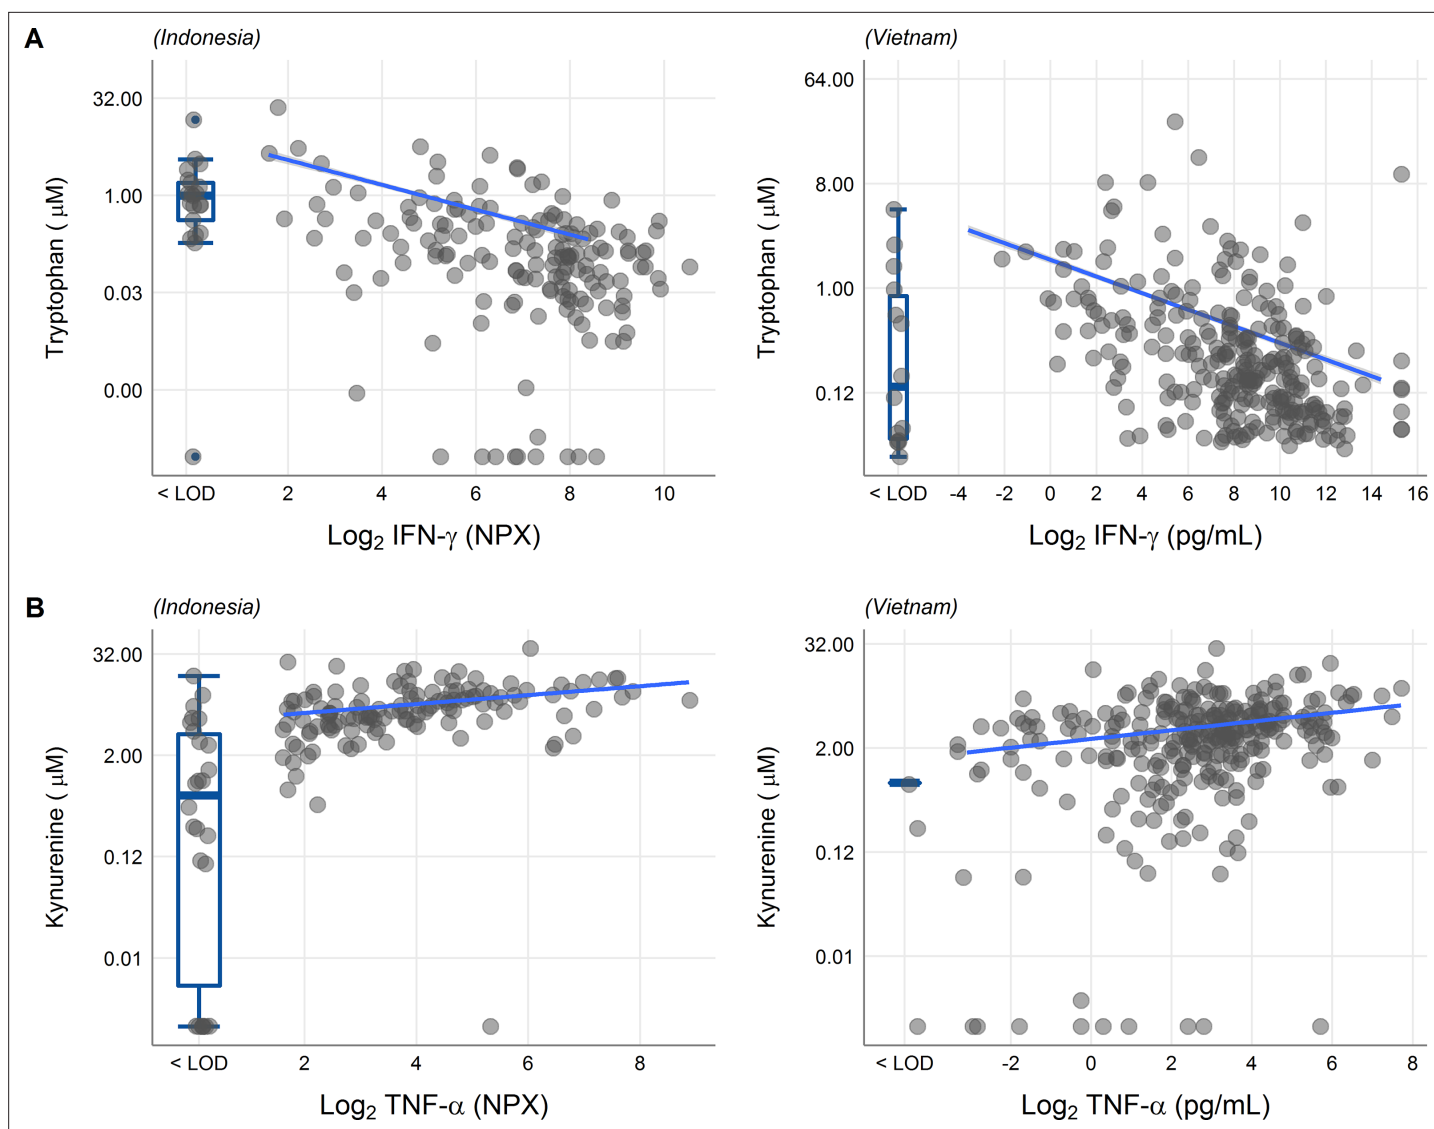 A
(Indonesia)
(Vietnam)
32.00
1.00
0.03
0.00
Tryptophan ( μM)
< LOD 2 4 6 8 10
Log₂ IFN-γ (NPX)
64.00
8.00
1.00
0.12
Tryptophan ( μM)
< LOD -4 -2 0 2 4 6 8 10 12 14 16
Log₂ IFN-γ (pg/mL)
B
(Indonesia)
(Vietnam)
32.00
2.00
0.12
0.01
Kynurenine ( μM)
< LOD 2 4 6 8
Log₂ TNF-α (NPX)
32.00
2.00
0.12
0.01
Kynurenine ( μM)
< LOD -2 0 2 4 6 8
Log₂ TNF-α (pg/mL)